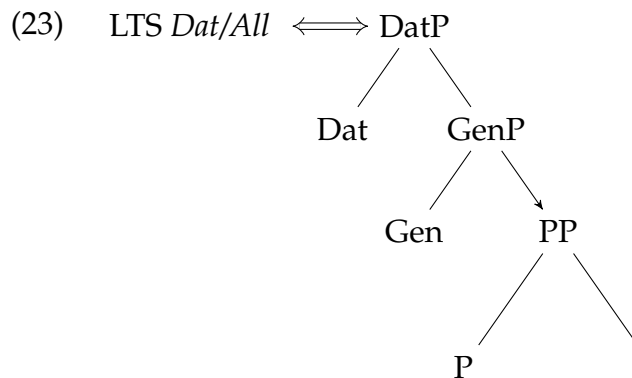 (23) LTS Dat/All ⟺ DatP
Dat GenP
Gen PP
P